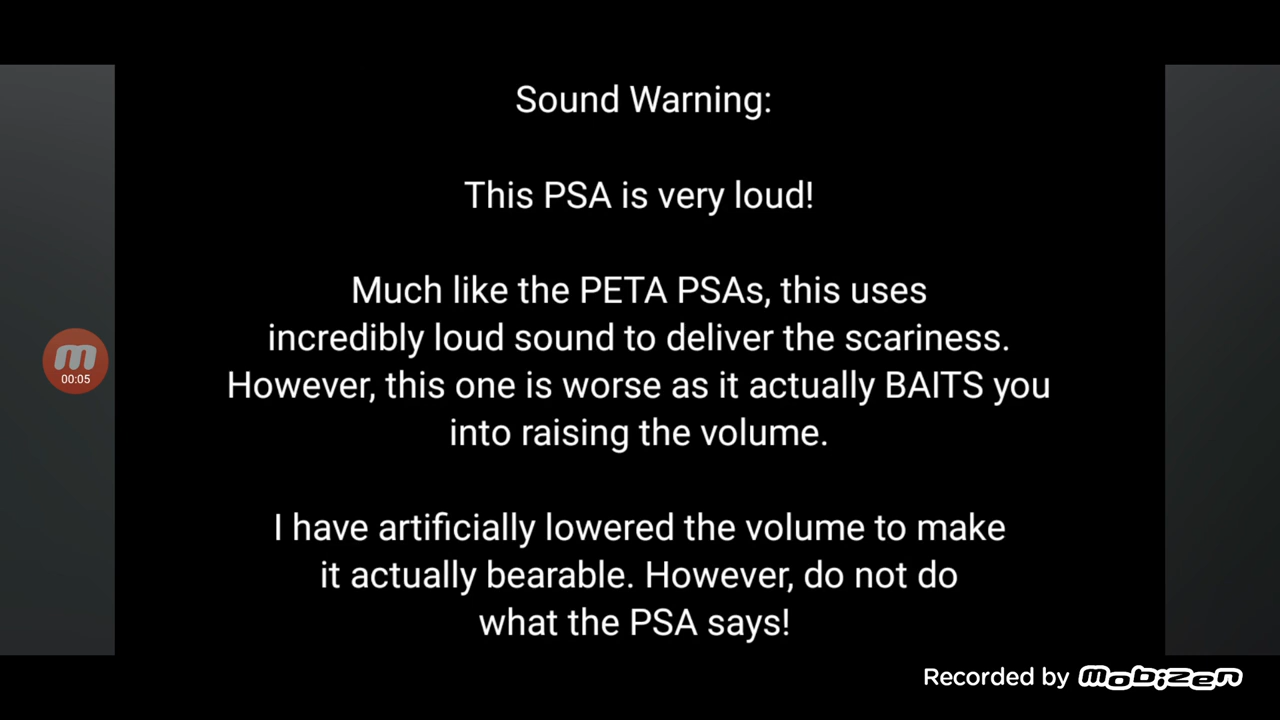 Sound Warning:
This PSA is very loud!
Much like the PETA PSAs, this uses
incredibly loud sound to deliver the scariness.
However, this one is worse as it actually BAITS you
into raising the volume.
00:05
I have artificially lowered the volume to make
it actually bearable. However, do not do
what the PSA says!
Recorded by mobizen